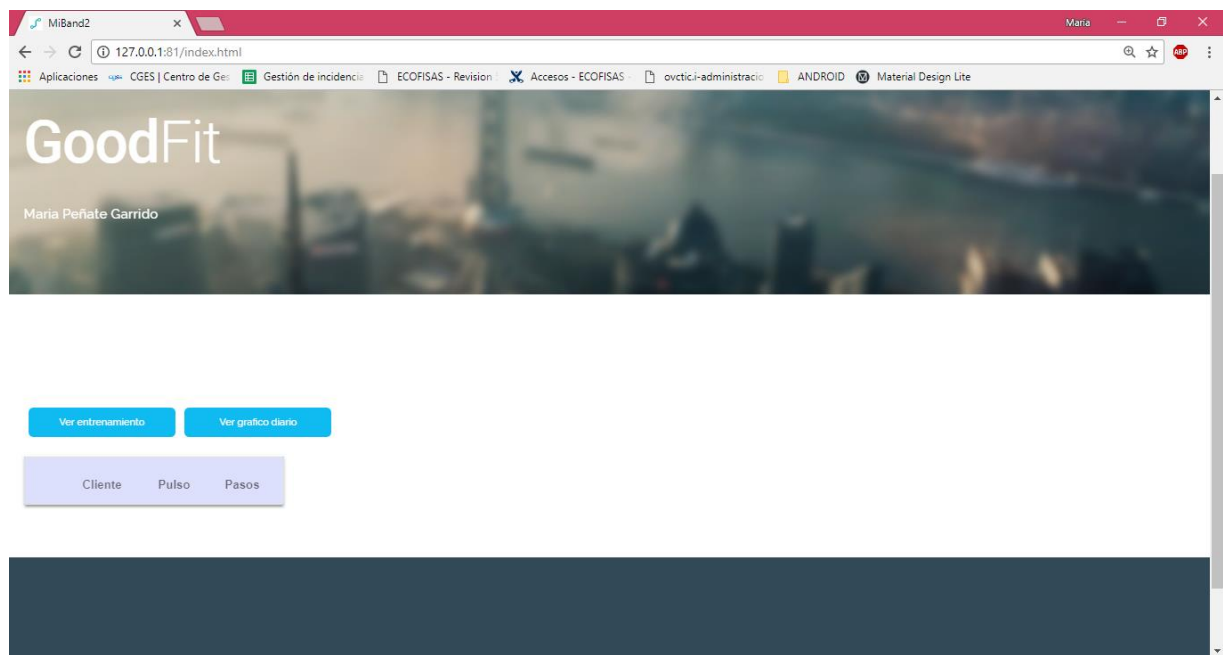 MiBand2
Maria
127.0.0.1:81/index.html
ABP
Aplicaciones CGES | Centro de Ges Gestión de incidencia ECOFISAS - Revision Accesos - ECOFISAS - ovctic.i-administracio ANDROID Material Design Lite
GoodFit
Maria Peñate Garrido
Ver entrenamiento Ver grafico diario
Cliente Pulso Pasos